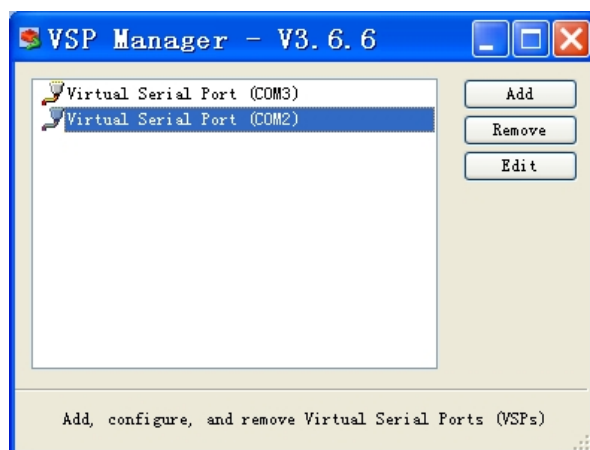 VSP Manager - V3.6.6
Virtual Serial Port (COM3)
Virtual Serial Port (COM2)
Add
Remove
Edit
Add, configure, and remove Virtual Serial Ports (VSPs)